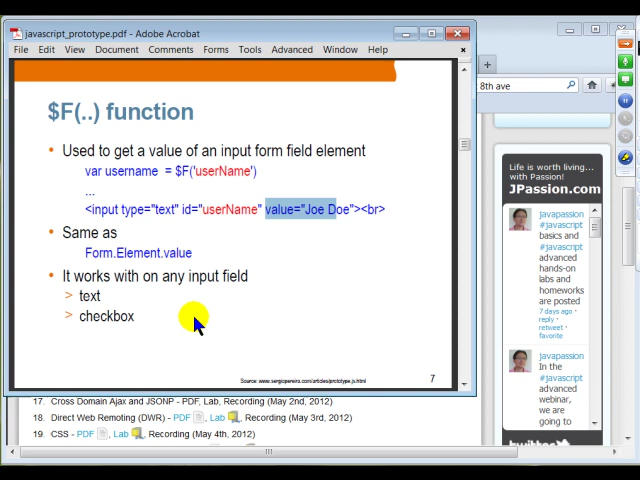 javascript_prototype.pdf - Adobe Acrobat
File Edit View Document Comments Forms Tools Advanced Window Help
8th ave
$F(..) function
• Used to get a value of an input form field element
var username = $F('userName')
...
<input type="text" id="userName" value="Joe Doe"><br>
• Same as
Form.Element.value
• It works with on any input field
> text
> checkbox
Source: www.sergiopereira.com/articles/prototype.js.html
7
17. Cross Domain Ajax and JSONP - PDF, Lab, Recording (May 2nd, 2012)
18. Direct Web Remoting (DWR) - PDF , Lab , Recording (May 3rd, 2012)
19. CSS - PDF , Lab , Recording (May 4th, 2012)
Life is worth living...
with Passion!
JPassion.com
javapassion
#javascript
basics and
advanced
hands-on
labs and
homeworks
are posted
7 days ago ·
reply ·
retweet ·
favorite
javapassion
In the
#javascript
advanced
webinar,
we are
going to
twitter